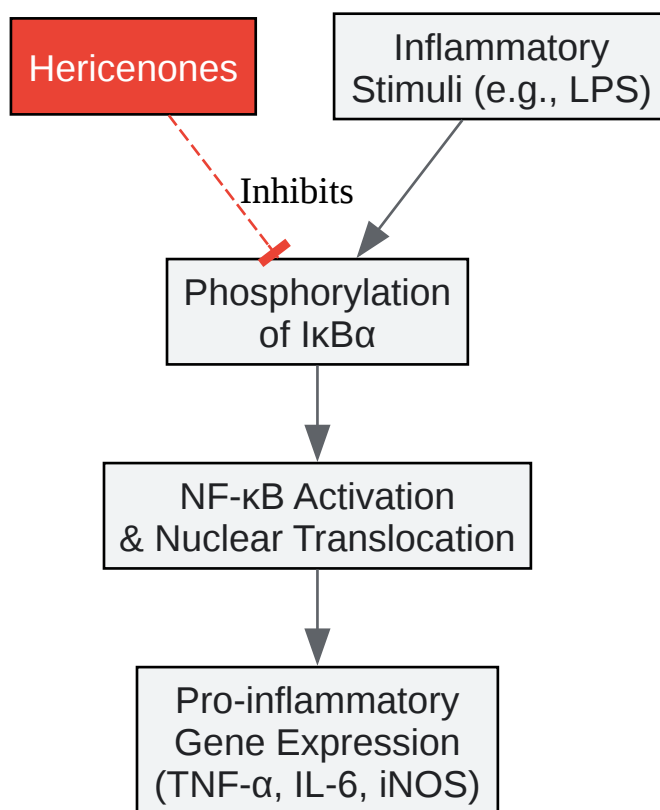 Hericenones
Inflammatory
Stimuli (e.g., LPS)
Inhibits
Phosphorylation
of IκBα
NF-κB Activation
& Nuclear Translocation
Pro-inflammatory
Gene Expression
(TNF-α, IL-6, iNOS)